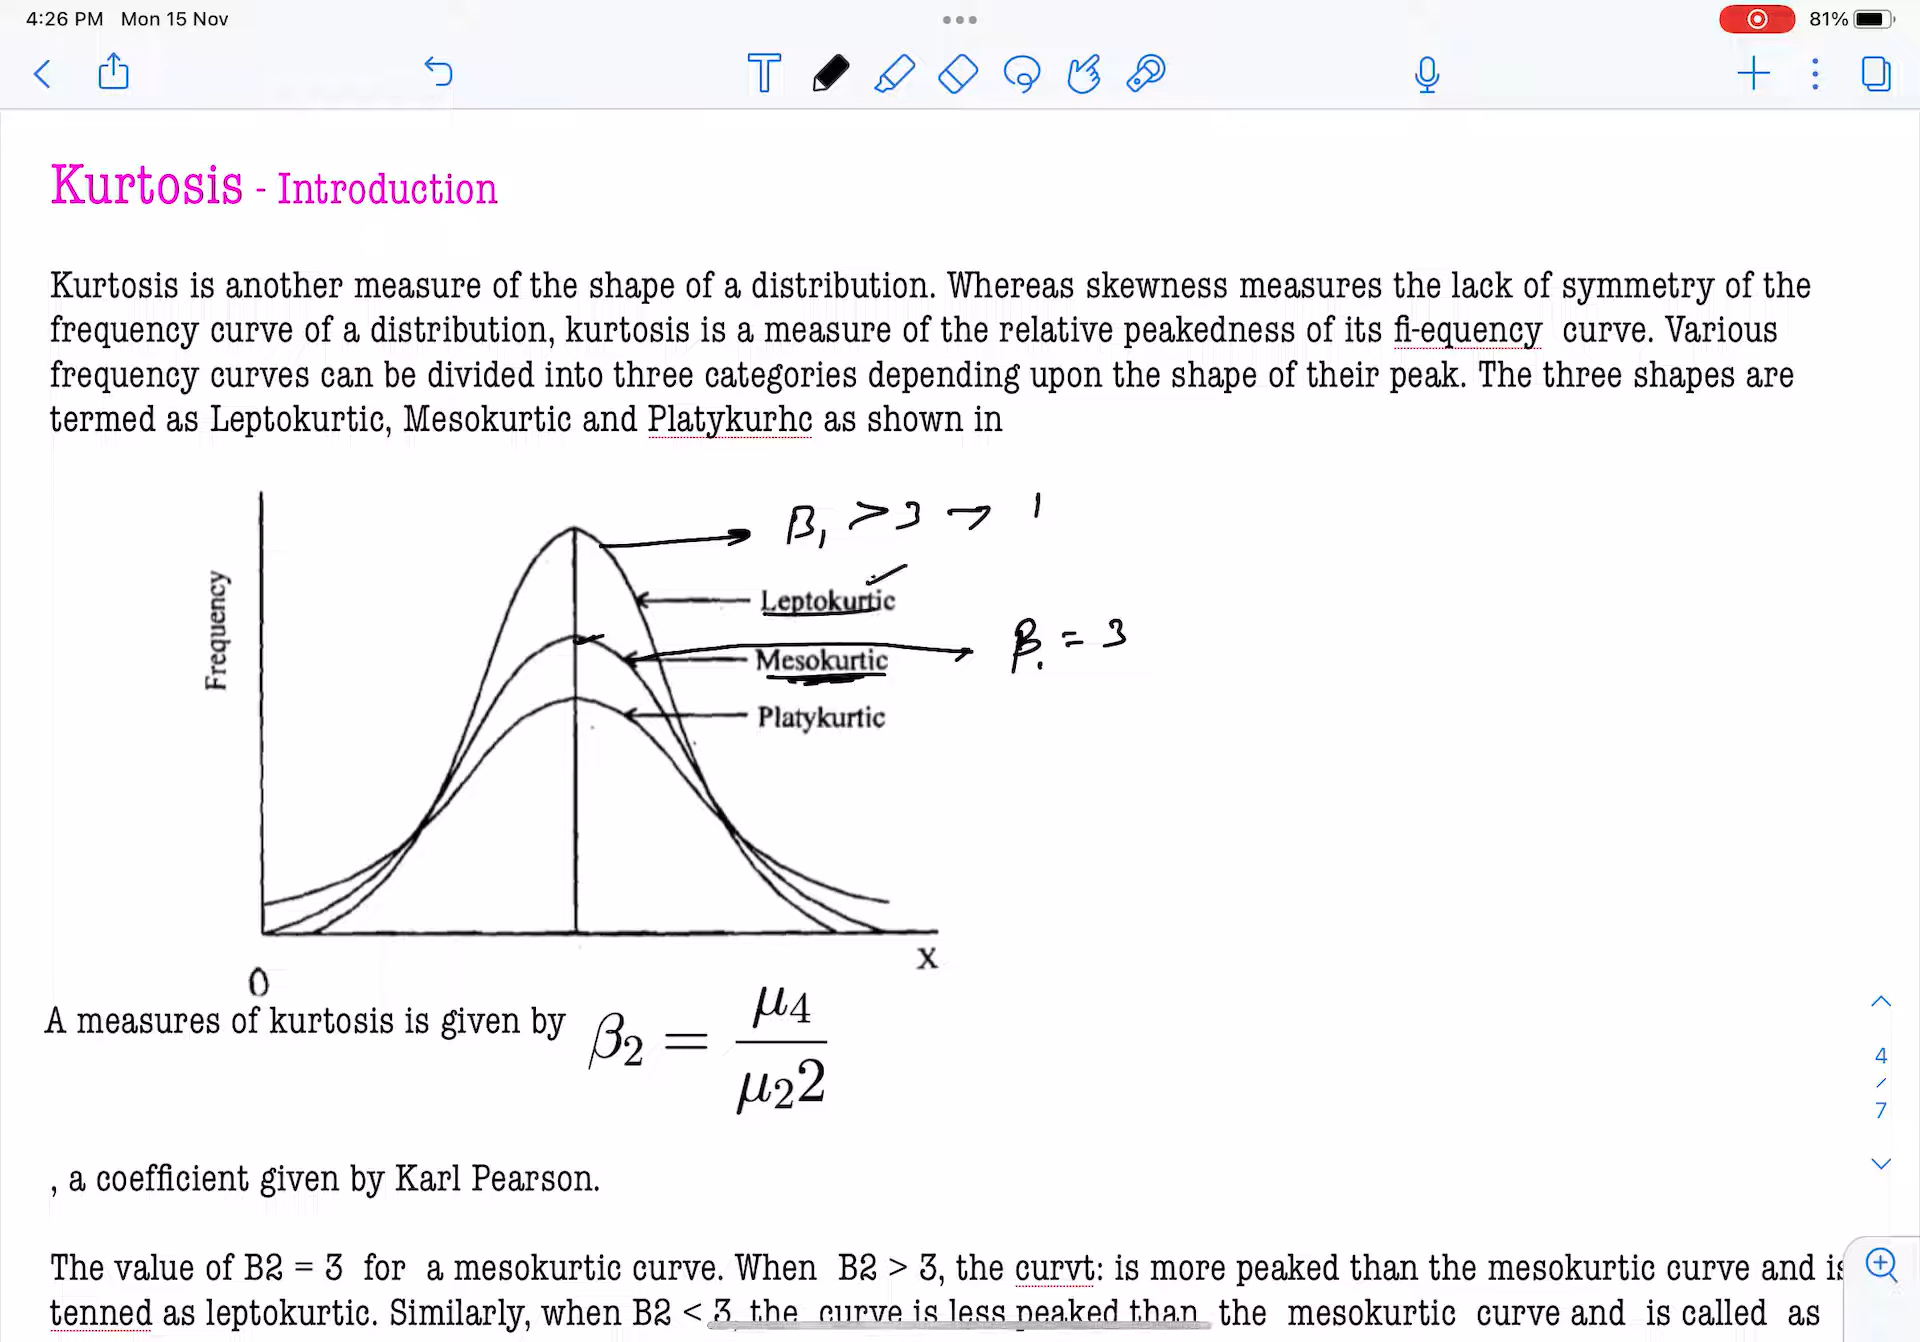 4:26 PM Mon 15 Nov
81%
Kurtosis - Introduction
Kurtosis is another measure of the shape of a distribution. Whereas skewness measures the lack of symmetry of the
frequency curve of a distribution, kurtosis is a measure of the relative peakedness of its fi-equency curve. Various
frequency curves can be divided into three categories depending upon the shape of their peak. The three shapes are
termed as Leptokurtic, Mesokurtic and Platykurhc as shown in
β₁ > 3 → 1
Leptokurtic
β₁ = 3
Mesokurtic
Platykurtic
Frequency
X
0
A measures of kurtosis is given by β₂ = μ4 / μ₂2
, a coefficient given by Karl Pearson.
The value of B2 = 3 for a mesokurtic curve. When B2 > 3, the curvt: is more peaked than the mesokurtic curve and is
tenned as leptokurtic. Similarly, when B2 < 3, the curve is less peaked than the mesokurtic curve and is called as
4
/
7